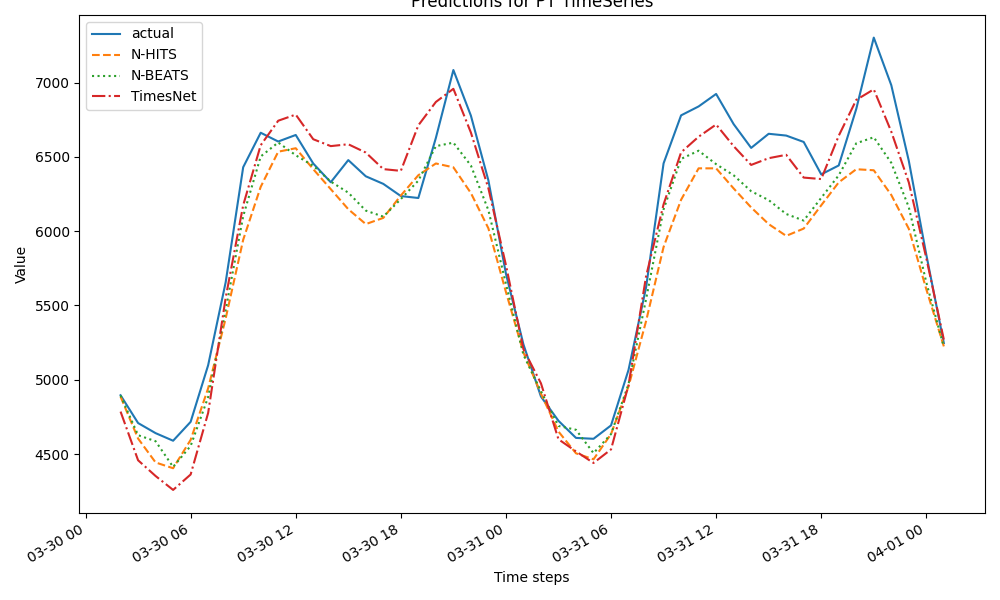 Predictions for PT TimeSeries
actual
N-HITS
N-BEATS
TimesNet
Value
7000
6500
6000
5500
5000
4500
03-30 00
03-30 06
03-30 12
03-30 18
03-31 00
03-31 06
03-31 12
03-31 18
04-01 00
Time steps